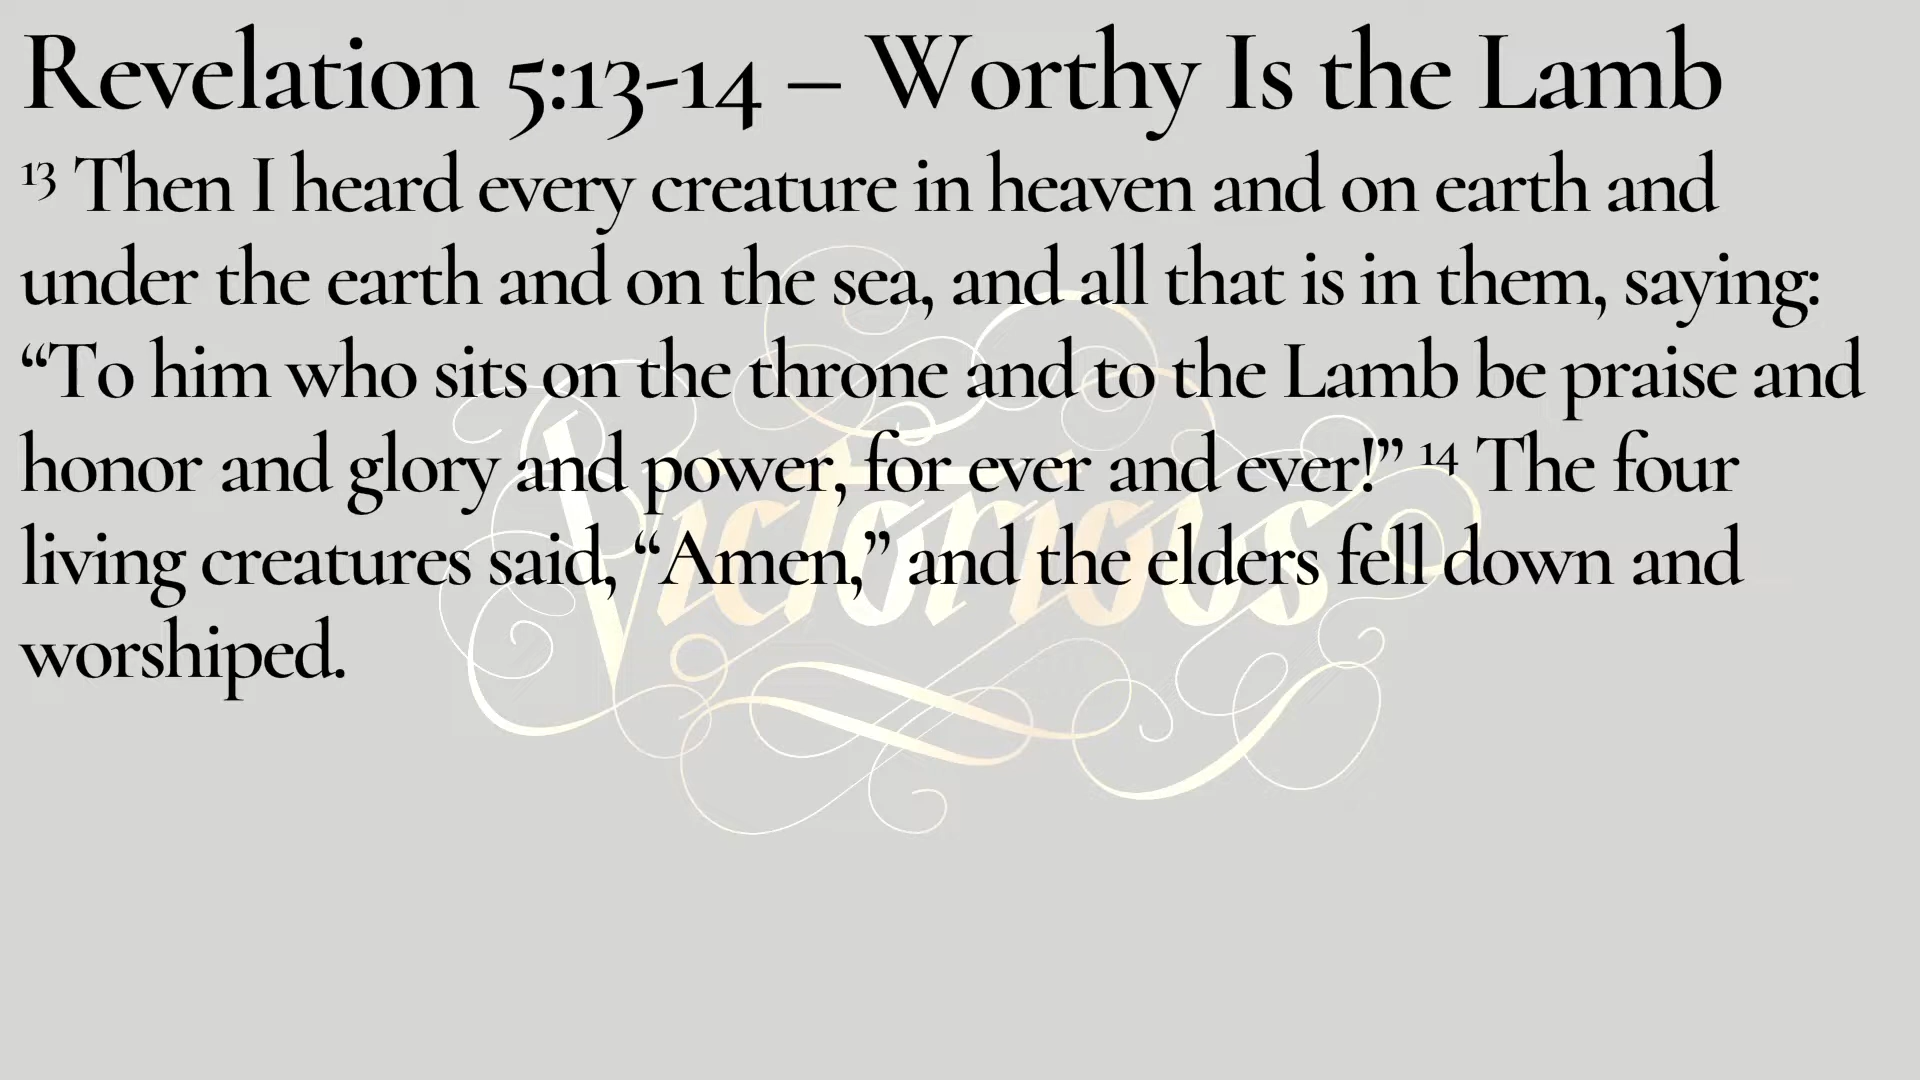 Revelation 5:13-14 – Worthy Is the Lamb
¹³ Then I heard every creature in heaven and on earth and
under the earth and on the sea, and all that is in them, saying:
“To him who sits on the throne and to the Lamb be praise and
honor and glory and power, for ever and ever!” ¹⁴ The four
living creatures said, “Amen,” and the elders fell down and
worshiped.
Victorious